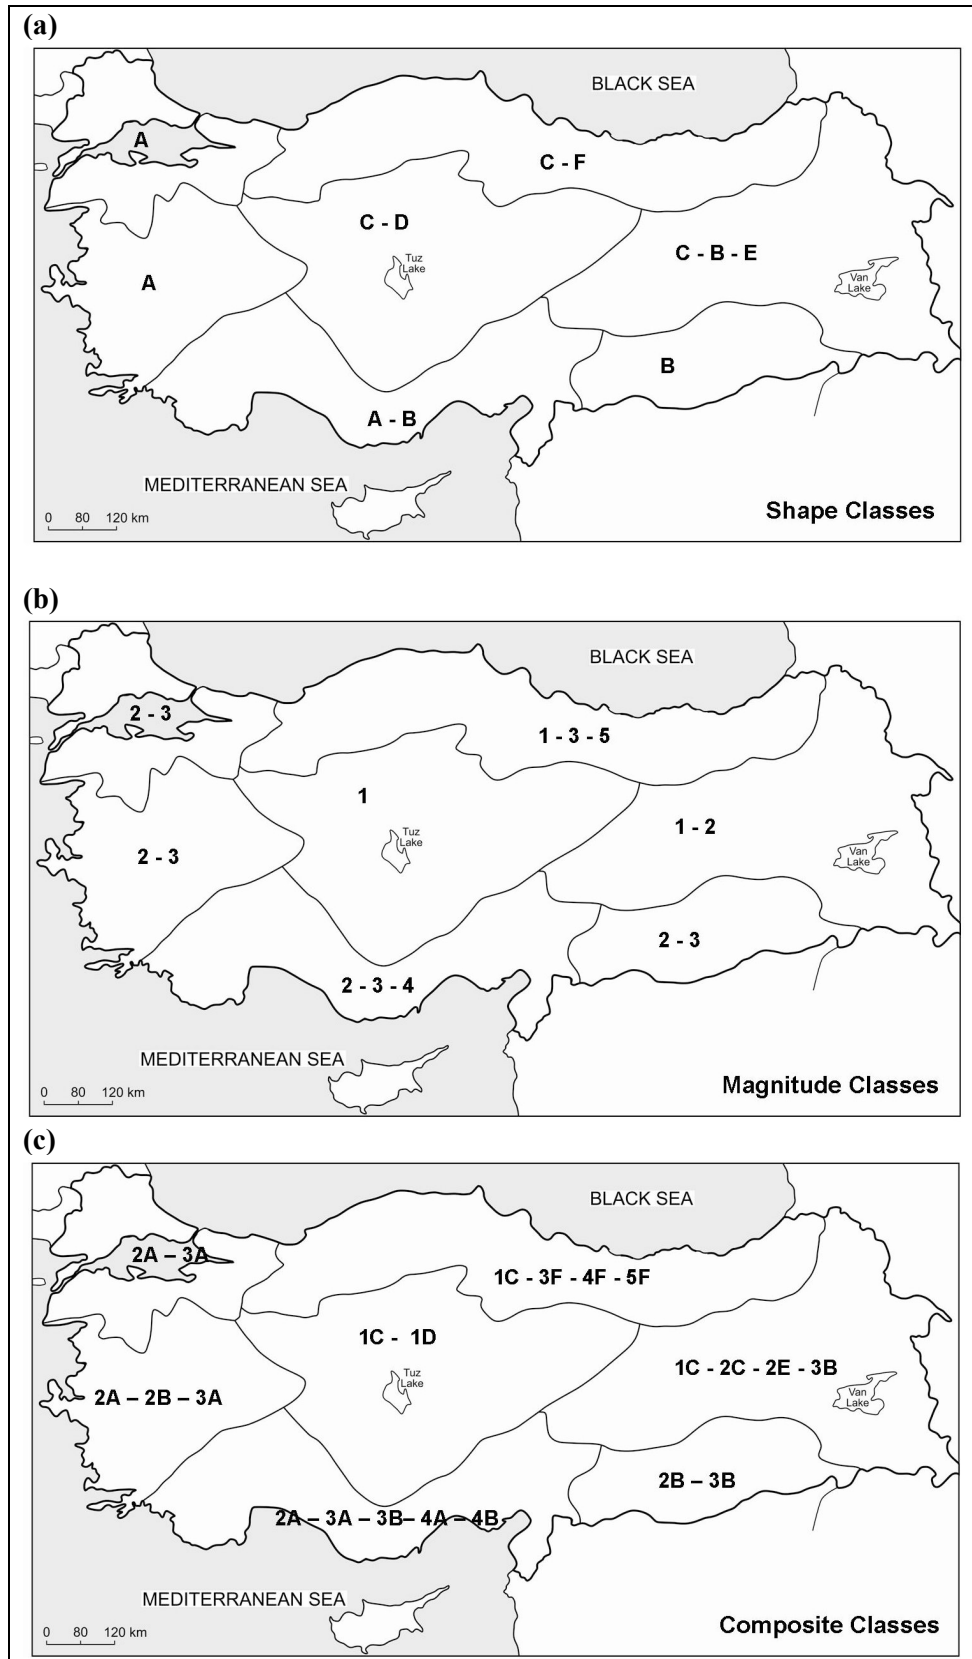 (a)
BLACK SEA
A
C - F
C - D
Tuz
Lake
C - B - E
Van
Lake
A
B
A - B
MEDITERRANEAN SEA
0 80 120 km
Shape Classes
(b)
BLACK SEA
2 - 3
1 - 3 - 5
1
Tuz
Lake
1 - 2
Van
Lake
2 - 3
2 - 3
2 - 3 - 4
MEDITERRANEAN SEA
0 80 120 km
Magnitude Classes
(c)
BLACK SEA
2A – 3A
1C - 3F - 4F - 5F
1C - 1D
Tuz
Lake
1C - 2C - 2E - 3B
Van
Lake
2A – 2B – 3A
2B – 3B
2A – 3A – 3B– 4A – 4B
MEDITERRANEAN SEA
0 80 120 km
Composite Classes